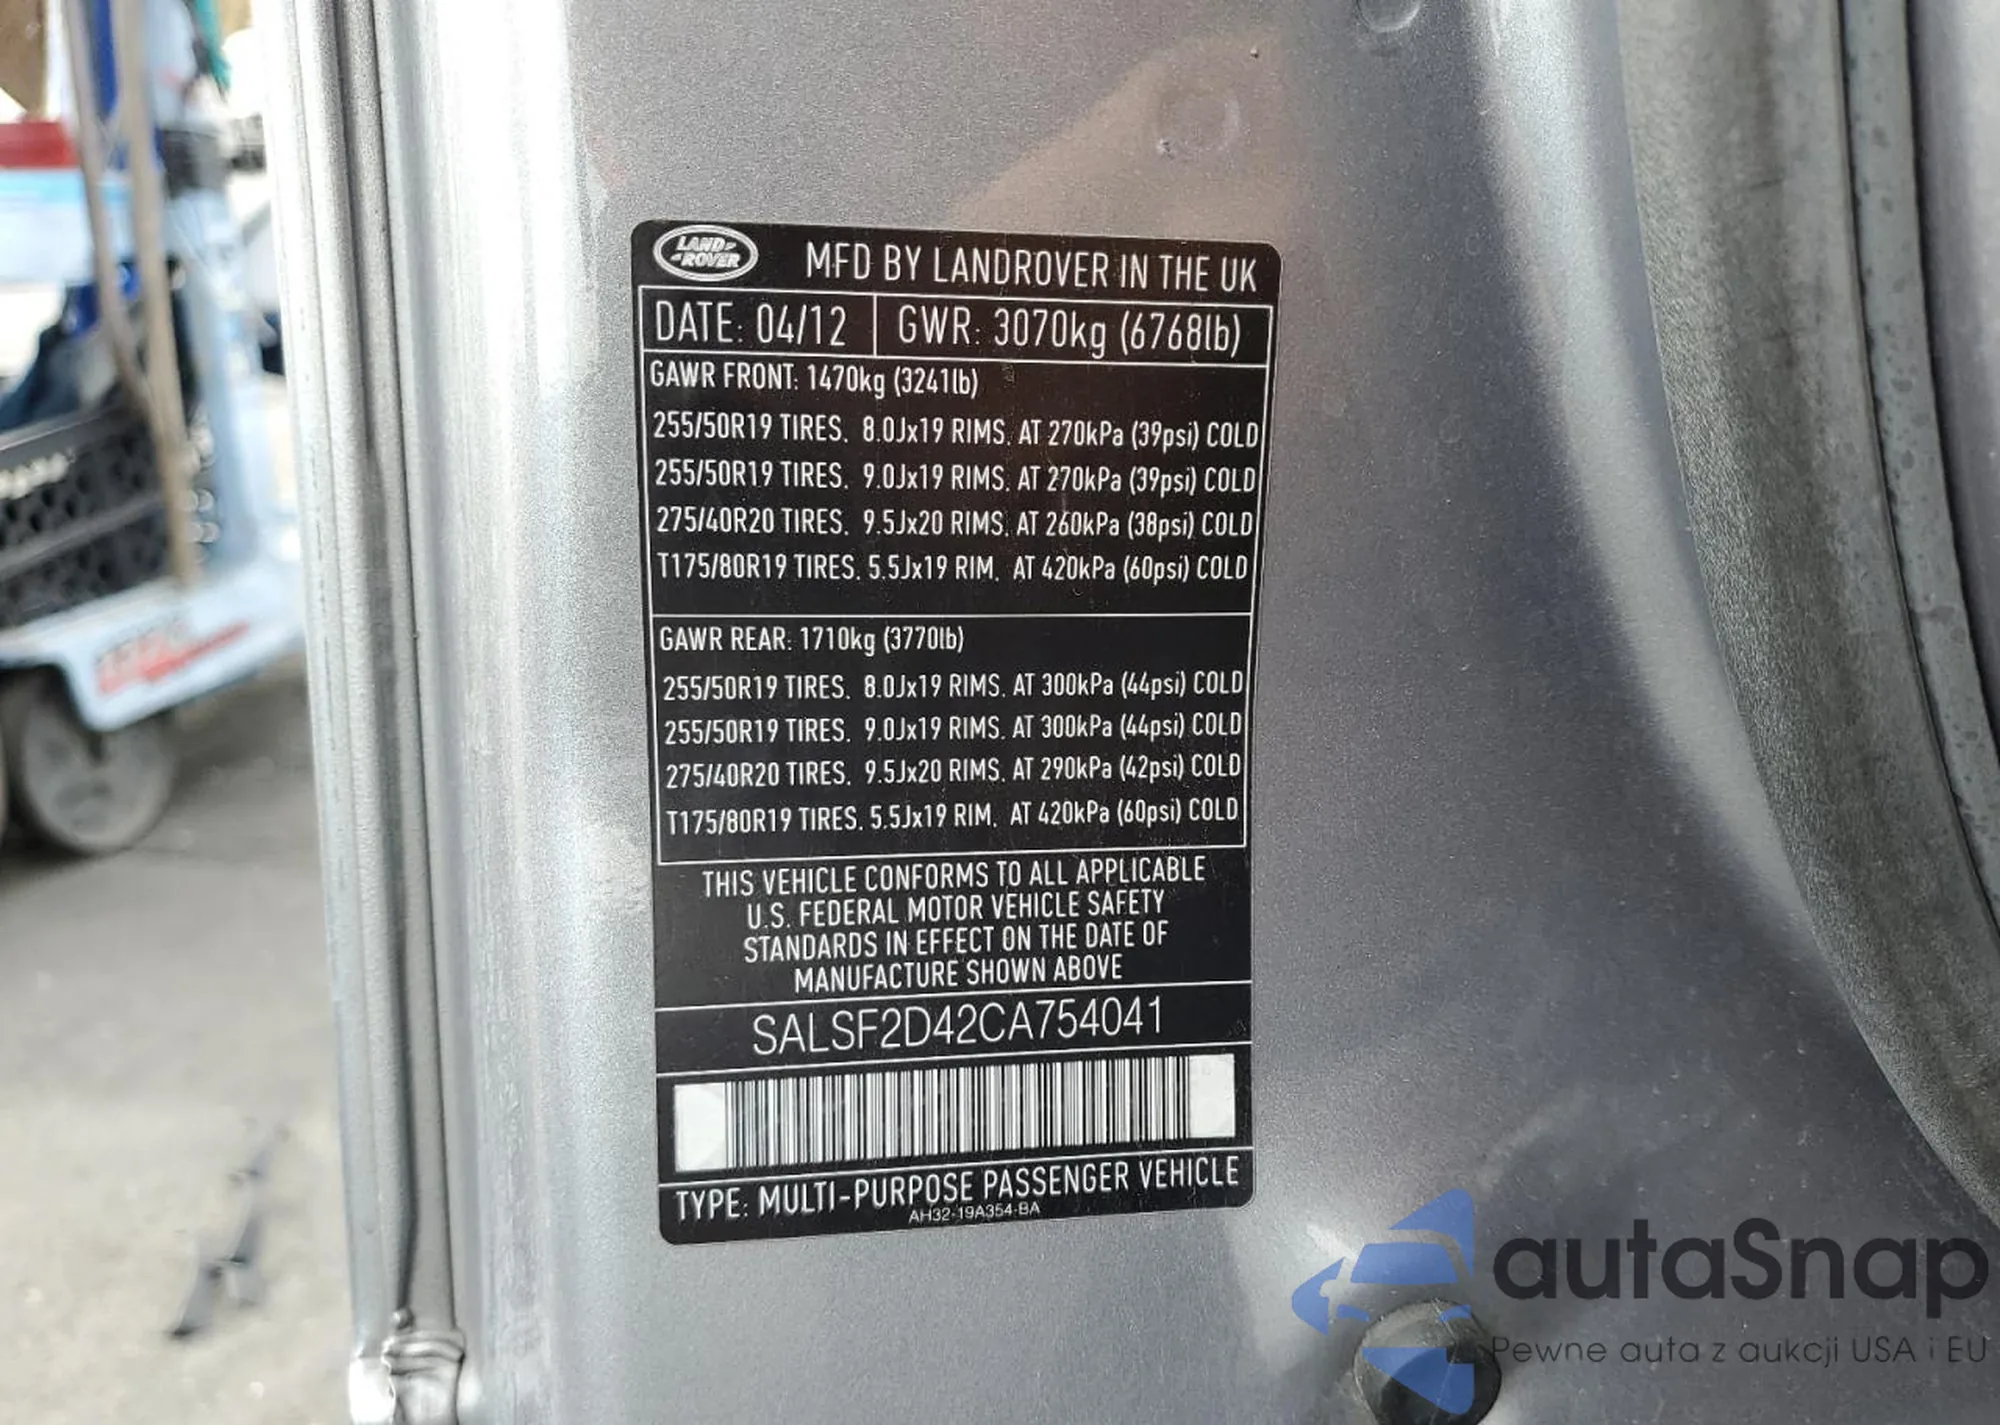 LAND ROVER
MFD BY LANDROVER IN THE UK
DATE: 04/12 GWR: 3070kg (6768lb)
GAWR FRONT: 1470kg (3241lb)
255/50R19 TIRES. 8.0Jx19 RIMS. AT 270kPa (39psi) COLD
255/50R19 TIRES. 9.0Jx19 RIMS. AT 270kPa (39psi) COLD
275/40R20 TIRES. 9.5Jx20 RIMS. AT 260kPa (38psi) COLD
T175/80R19 TIRES. 5.5Jx19 RIM. AT 420kPa (60psi) COLD
GAWR REAR: 1710kg (3770lb)
255/50R19 TIRES. 8.0Jx19 RIMS. AT 300kPa (44psi) COLD
255/50R19 TIRES. 9.0Jx19 RIMS. AT 300kPa (44psi) COLD
275/40R20 TIRES. 9.5Jx20 RIMS. AT 290kPa (42psi) COLD
T175/80R19 TIRES. 5.5Jx19 RIM. AT 420kPa (60psi) COLD
THIS VEHICLE CONFORMS TO ALL APPLICABLE
U.S. FEDERAL MOTOR VEHICLE SAFETY
STANDARDS IN EFFECT ON THE DATE OF
MANUFACTURE SHOWN ABOVE
SALSF2D42CA754041
TYPE: MULTI-PURPOSE PASSENGER VEHICLE
AH32-19A354-BA
autaSnap
Pewne auta z aukcji USA i EU